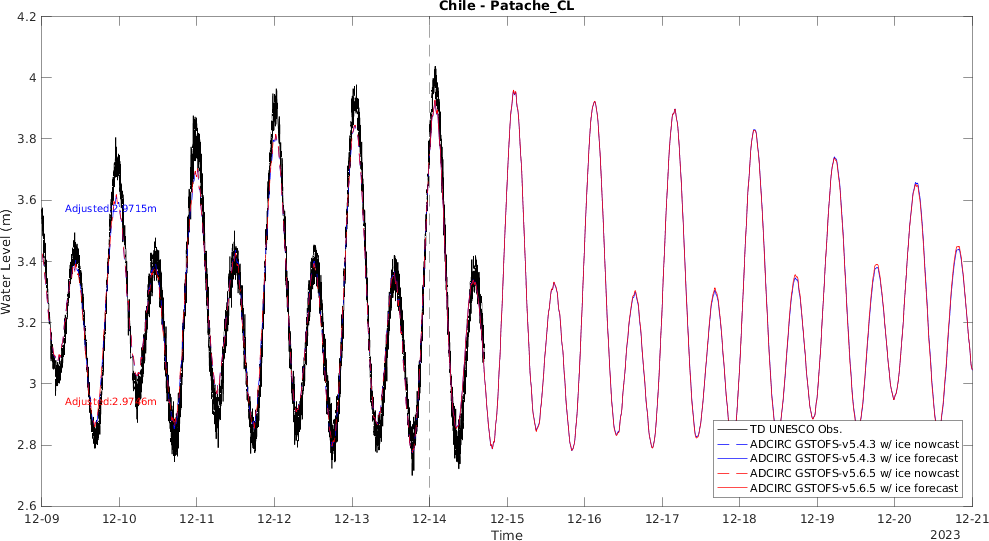 Chile - Patache_CL
4.2
4
3.8
3.6
3.4
3.2
3
2.8
2.6
Water Level (m)
Adjusted:2.9715m
TD UNESCO Obs.
ADCIRC GSTOFS-v5.4.3 w/ ice nowcast
ADCIRC GSTOFS-v5.4.3 w/ ice forecast
ADCIRC GSTOFS-v5.6.5 w/ ice nowcast
ADCIRC GSTOFS-v5.6.5 w/ ice forecast
12-09 12-10 12-11 12-12 12-13 12-14 12-15 12-16 12-17 12-18 12-19 12-20 12-21
Time
2023